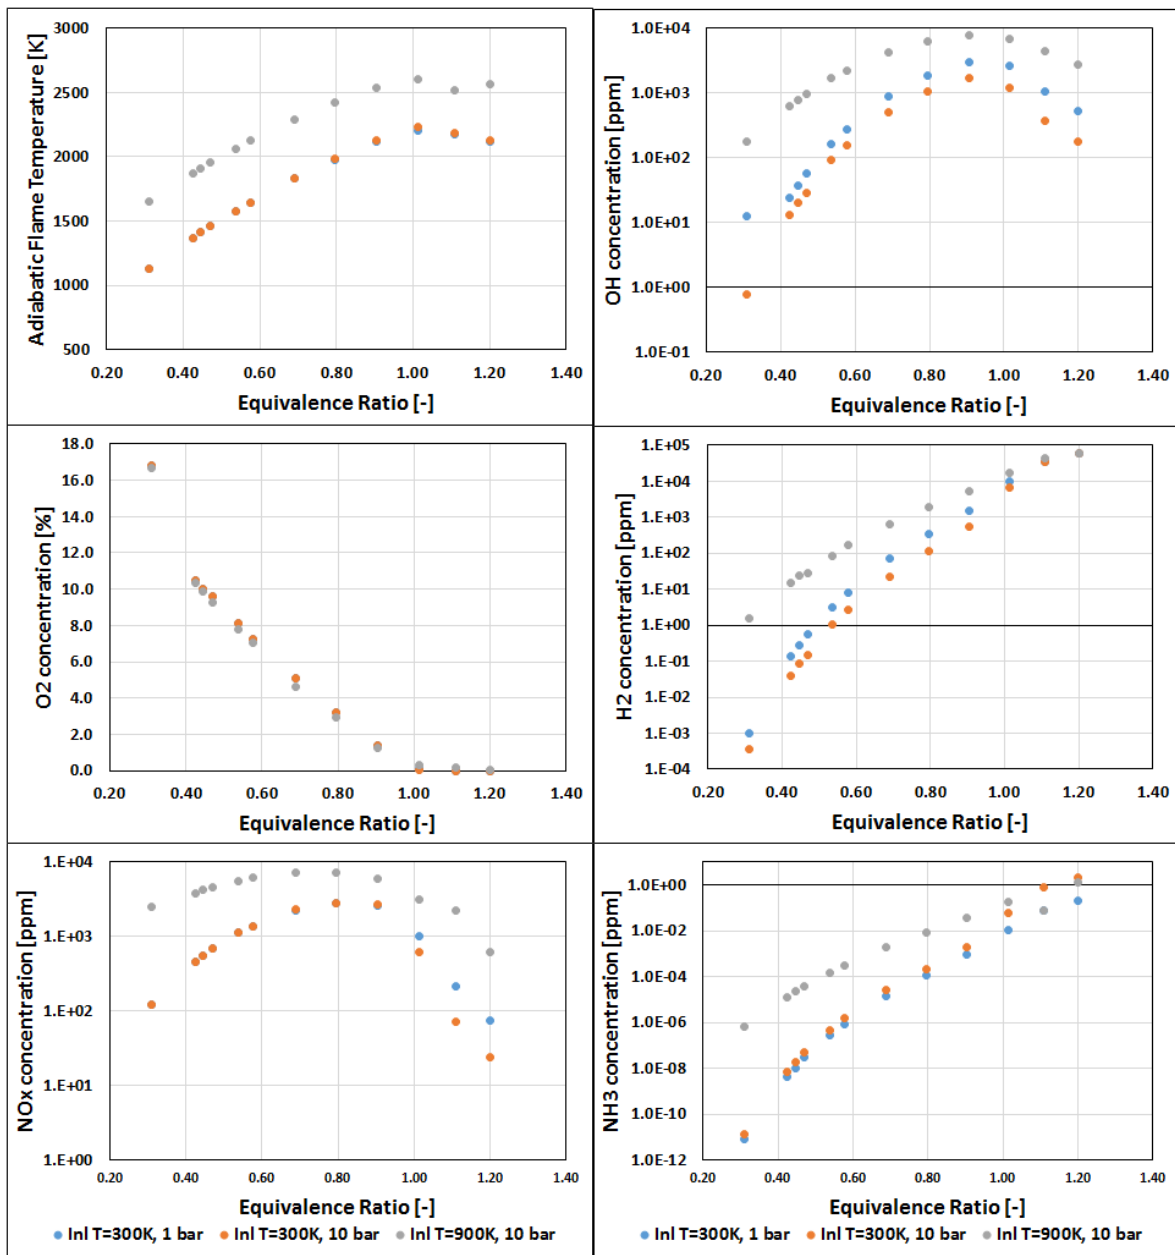 Adiabatic Flame Temperature [K]
3000
2500
2000
1500
1000
500
0.20 0.40 0.60 0.80 1.00 1.20 1.40
Equivalence Ratio [-]
OH concentration [ppm]
1.0E+04
1.0E+03
1.0E+02
1.0E+01
1.0E+00
1.0E-01
0.20 0.40 0.60 0.80 1.00 1.20 1.40
Equivalence Ratio [-]
O2 concentration [%]
18.0
16.0
14.0
12.0
10.0
8.0
6.0
4.0
2.0
0.0
0.20 0.40 0.60 0.80 1.00 1.20 1.40
Equivalence Ratio [-]
H2 concentration [ppm]
1.E+05
1.E+04
1.E+03
1.E+02
1.E+01
1.E+00
1.E-01
1.E-02
1.E-03
1.E-04
0.20 0.40 0.60 0.80 1.00 1.20 1.40
Equivalence Ratio [-]
NOx concentration [ppm]
1.E+04
1.E+03
1.E+02
1.E+01
1.E+00
0.20 0.40 0.60 0.80 1.00 1.20 1.40
Equivalence Ratio [-]
Inl T=300K, 1 bar Inl T=300K, 10 bar Inl T=900K, 10 bar
NH3 concentration [ppm]
1.0E+00
1.0E-02
1.0E-04
1.0E-06
1.0E-08
1.0E-10
1.0E-12
0.20 0.40 0.60 0.80 1.00 1.20 1.40
Equivalence Ratio [-]
Inl T=300K, 1 bar Inl T=300K, 10 bar Inl T=900K, 10 bar